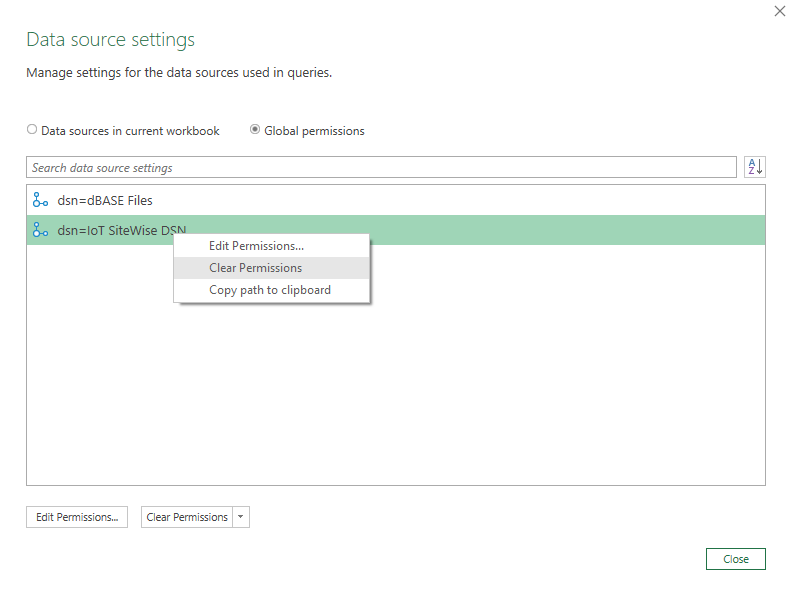 Data source settings
Manage settings for the data sources used in queries.
Data sources in current workbook Global permissions
Search data source settings
A
Z
dsn=dBASE Files
dsn=IoT SiteWise DSN
Edit Permissions...
Clear Permissions
Copy path to clipboard
Edit Permissions... Clear Permissions
Close